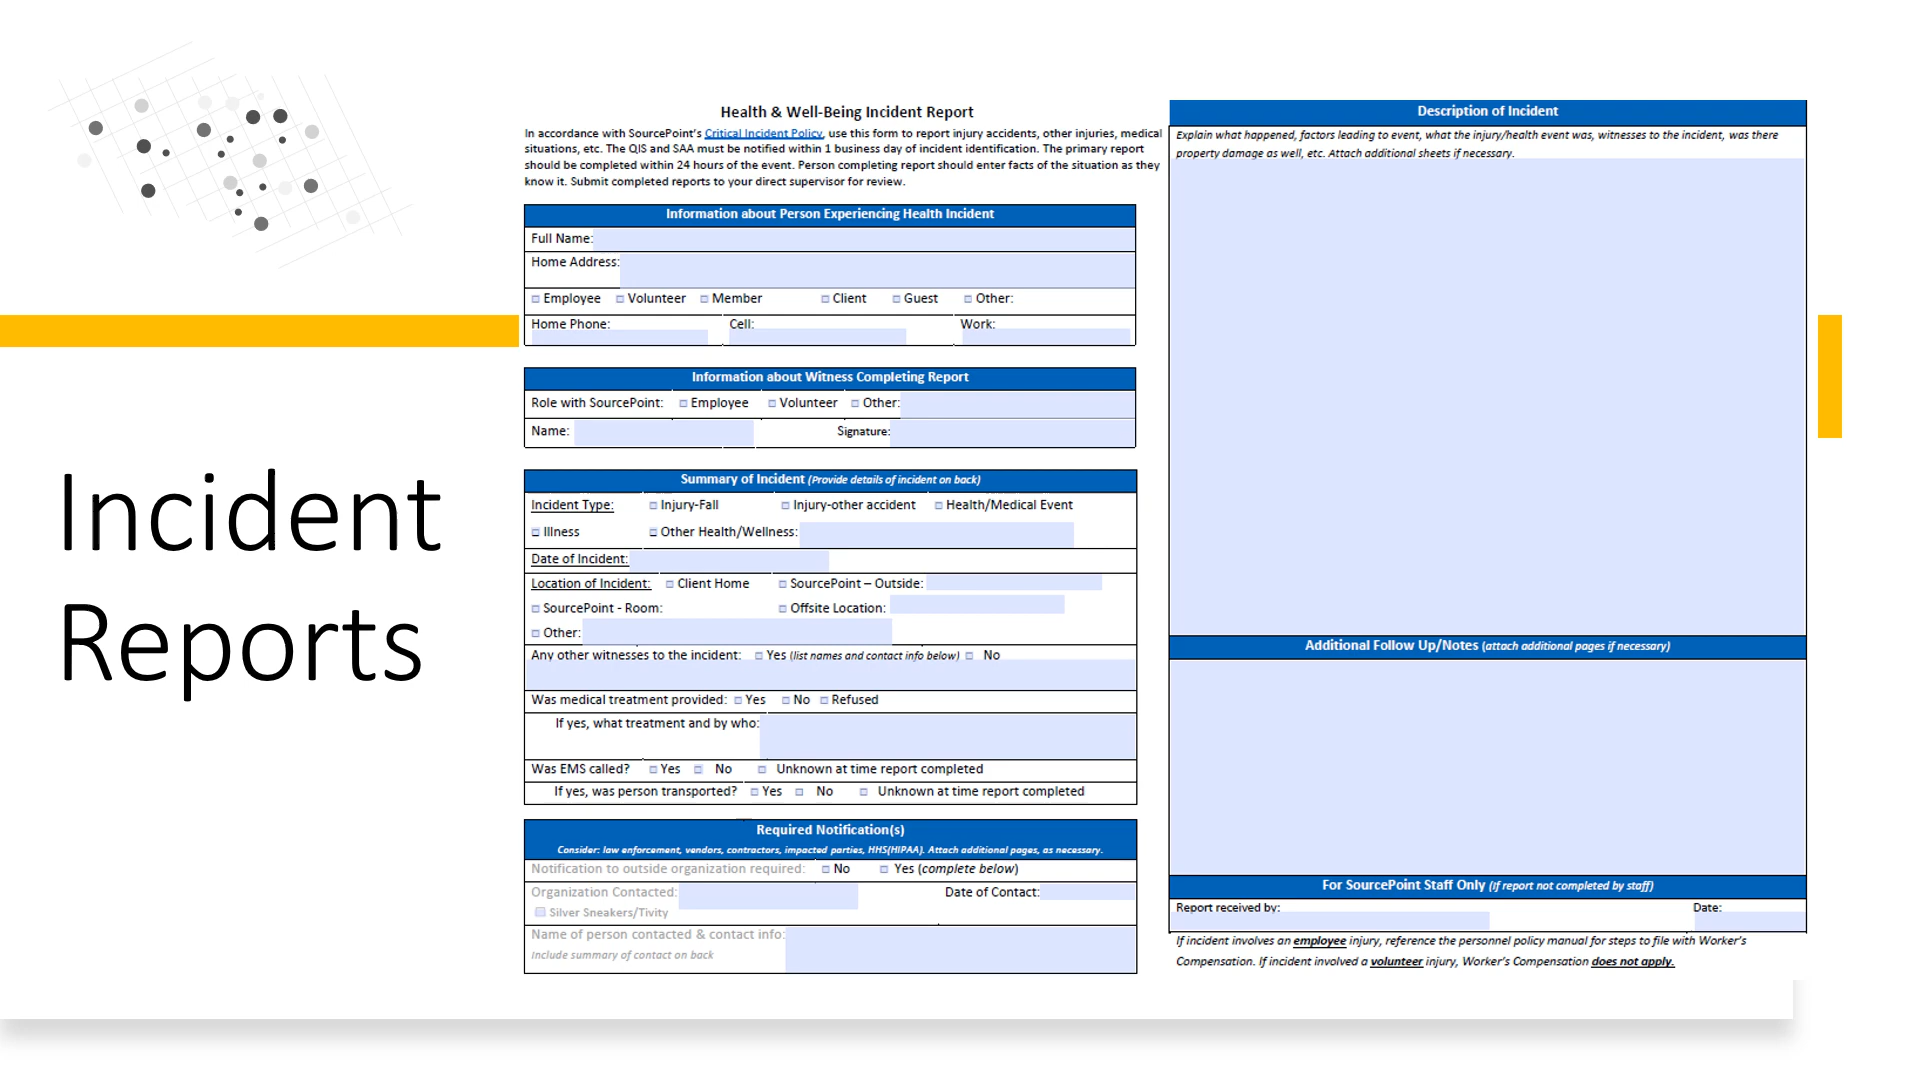 Incident
Reports
Health & Well-Being Incident Report
In accordance with SourcePoint's Critical Incident Policy, use this form to report injury accidents, other injuries, medical
situations, etc. The QIS and SAA must be notified within 1 business day of incident identification. The primary report
should be completed within 24 hours of the event. Person completing report should enter facts of the situation as they
know it. Submit completed reports to your direct supervisor for review.
Information about Person Experiencing Health Incident
Full Name:
Home Address:
Employee Volunteer Member Client Guest Other:
Home Phone: Cell: Work:
Information about Witness Completing Report
Role with SourcePoint: Employee Volunteer Other:
Name: Signature:
Summary of Incident (Provide details of incident on back)
Incident Type: Injury-Fall Injury-other accident Health/Medical Event
Illness Other Health/Wellness:
Date of Incident:
Location of Incident: Client Home SourcePoint – Outside:
SourcePoint - Room: Offsite Location:
Other:
Any other witnesses to the incident: Yes (list names and contact info below) No
Was medical treatment provided: Yes No Refused
If yes, what treatment and by who:
Was EMS called? Yes No Unknown at time report completed
If yes, was person transported? Yes No Unknown at time report completed
Required Notification(s)
Consider: law enforcement, vendors, contractors, impacted parties, HHS(HIPAA). Attach additional pages, as necessary.
Notification to outside organization required: No Yes (complete below)
Organization Contacted: Date of Contact:
Silver Sneakers/Tivity
Name of person contacted & contact info:
Include summary of contact on back
Description of Incident
Explain what happened, factors leading to event, what the injury/health event was, witnesses to the incident, was there
property damage as well, etc. Attach additional sheets if necessary.
Additional Follow Up/Notes (attach additional pages if necessary)
For SourcePoint Staff Only (If report not completed by staff)
Report received by: Date:
If incident involves an employee injury, reference the personnel policy manual for steps to file with Worker's
Compensation. If incident involved a volunteer injury, Worker's Compensation does not apply.